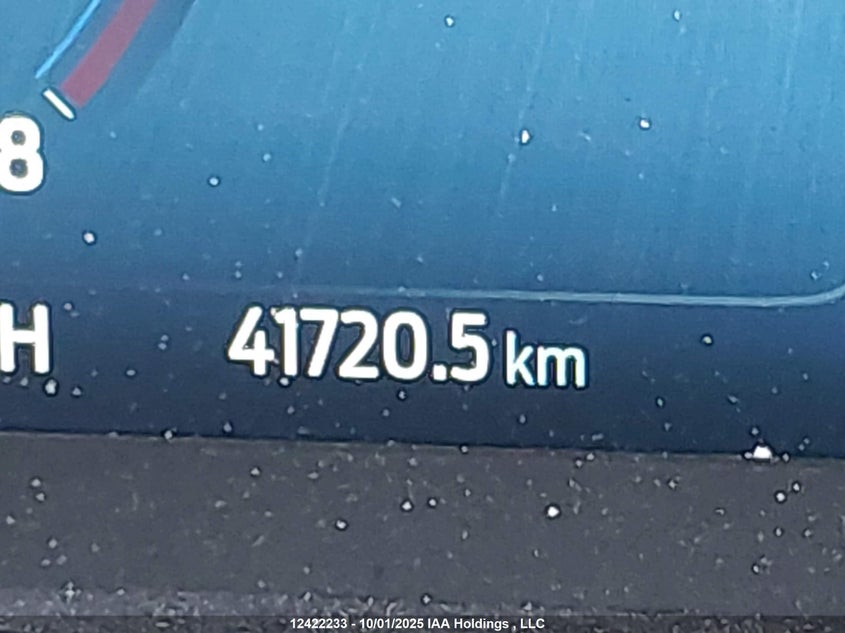 8
H
41720.5 km
12422233 - 10/01/2025 IAA Holdings , LLC